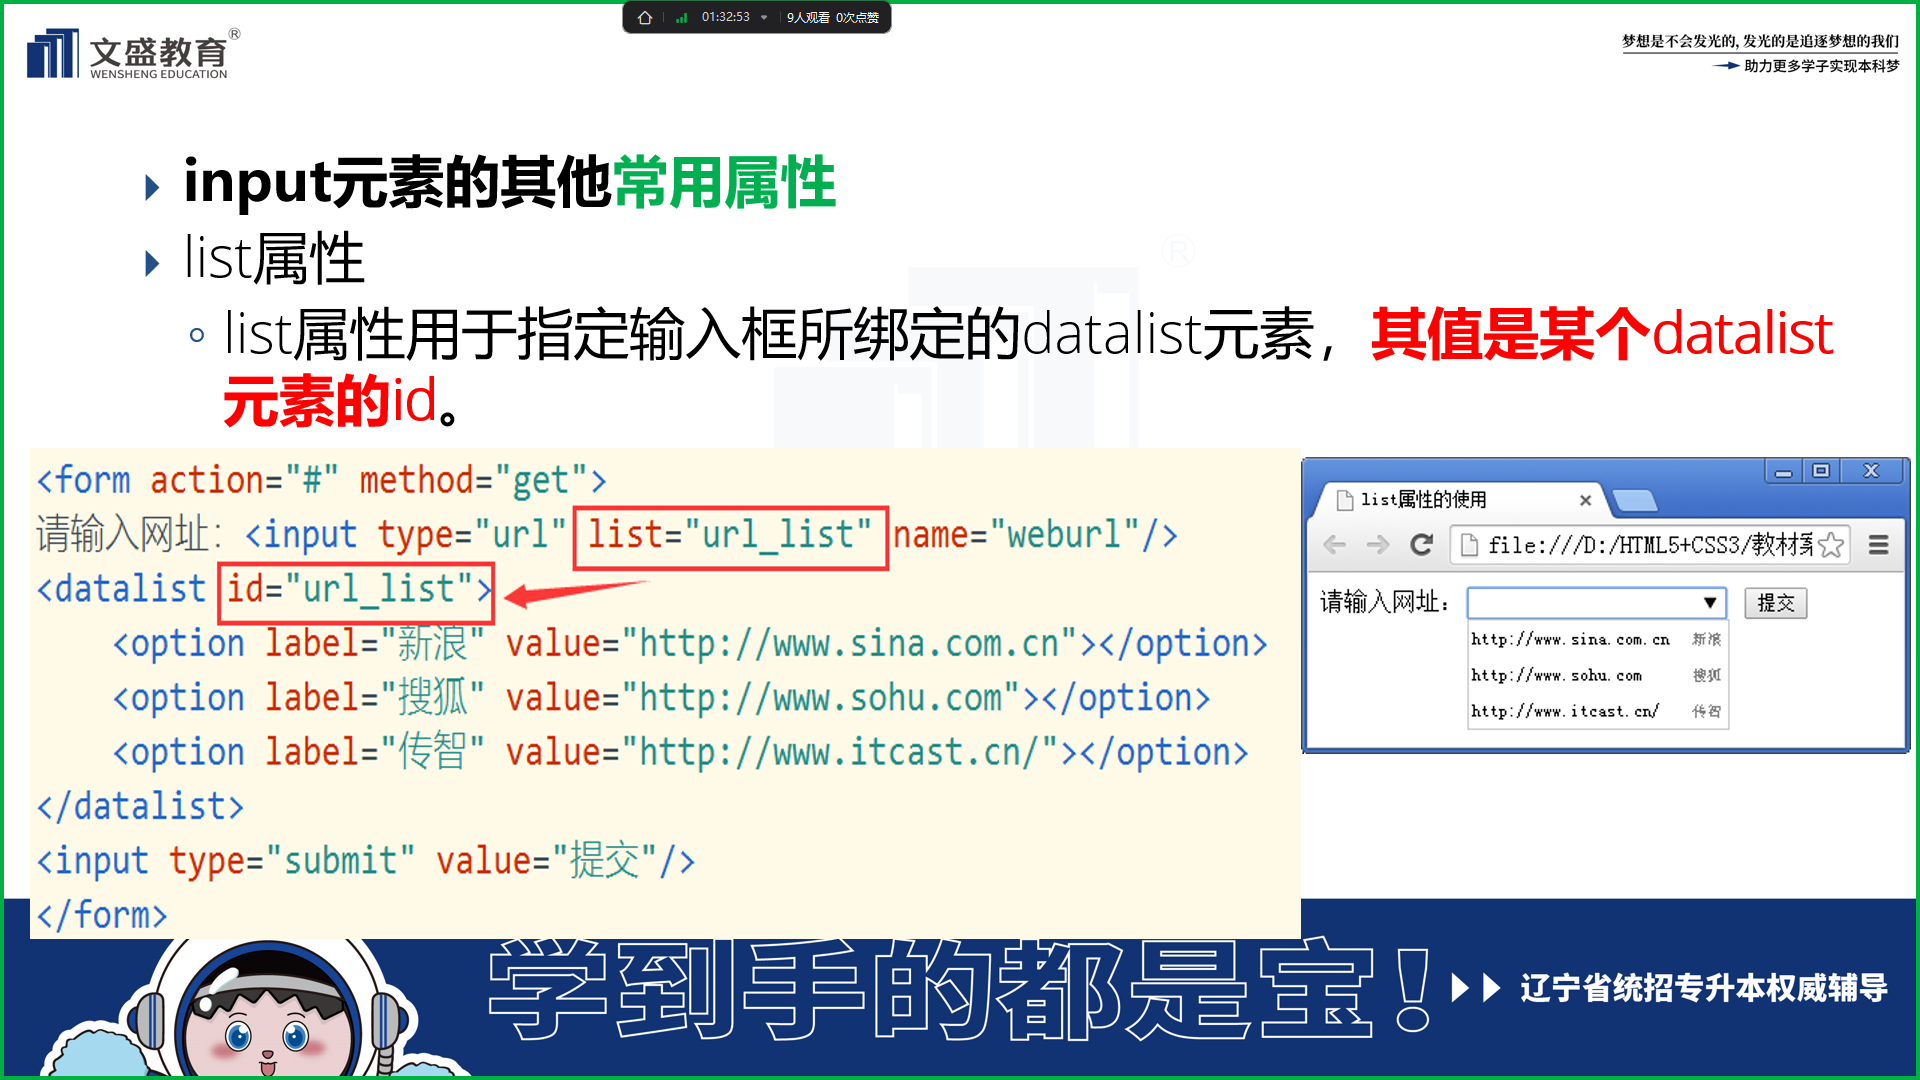 01:32:53 9人观看 0次点赞
文盛教育®
WENSHENG EDUCATION
梦想是不会发光的, 发光的是追逐梦想的我们
助力更多学子实现本科梦
input元素的其他常用属性
list属性
list属性用于指定输入框所绑定的datalist元素，其值是某个datalist
元素的id。
<form action="#" method="get">
请输入网址：<input type="url" list="url_list" name="weburl"/>
<datalist id="url_list">
<option label="新浪" value="http://www.sina.com.cn"></option>
<option label="搜狐" value="http://www.sohu.com"></option>
<option label="传智" value="http://www.itcast.cn/"></option>
</datalist>
<input type="submit" value="提交"/>
</form>
list属性的使用
file:///D:/HTML5+CSS3/教材案
请输入网址：
提交
http://www.sina.com.cn 新浪
http://www.sohu.com 搜狐
http://www.itcast.cn/ 传智
学到手的都是宝！
辽宁省统招专升本权威辅导